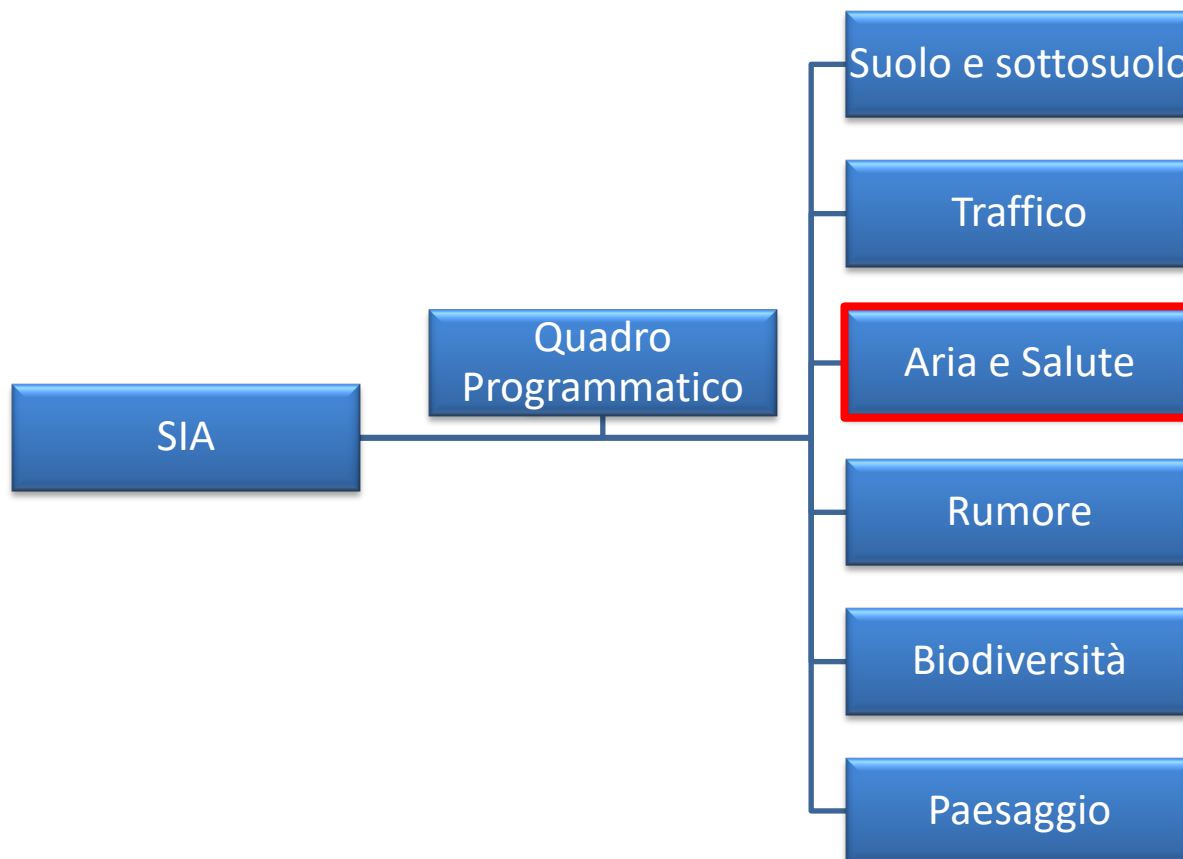 SIA
Quadro
Programmatico
Suolo e sottosuolo
Traffico
Aria e Salute
Rumore
Biodiversità
Paesaggio